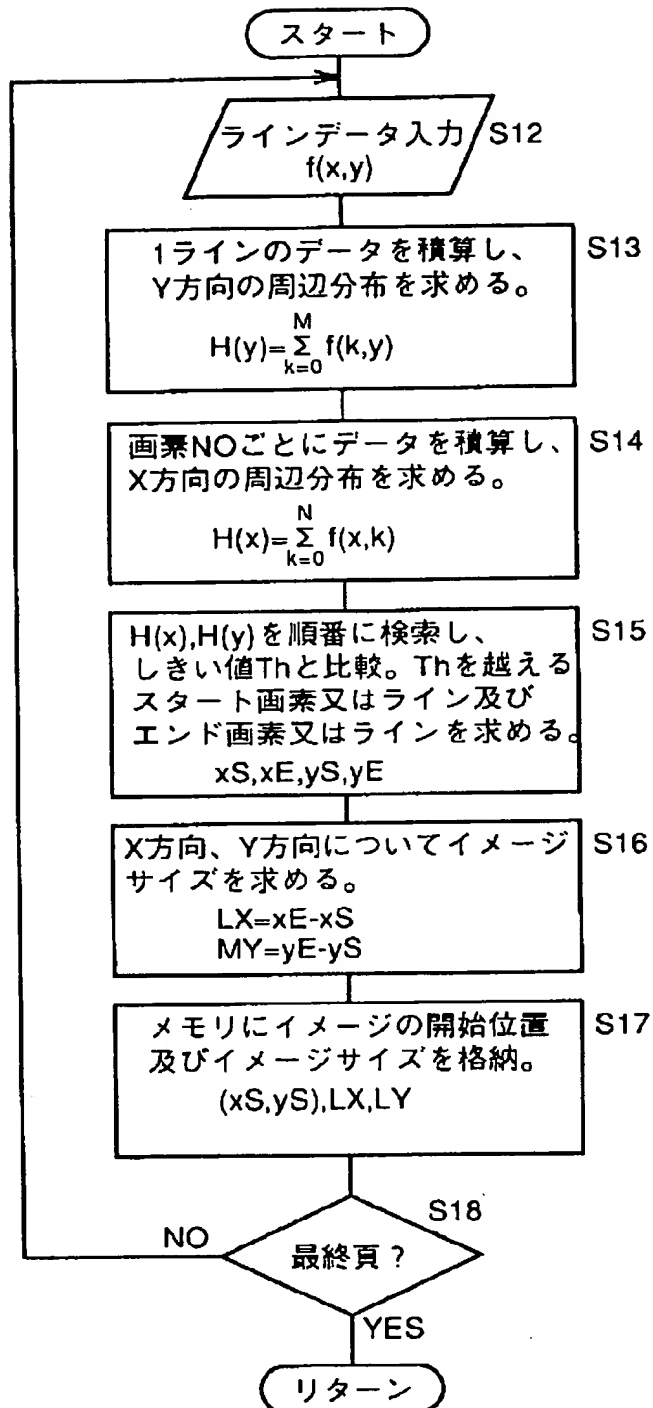 スタート
ラインデータ入力 S12
f(x,y)
1ラインのデータを積算し、 S13
Y方向の周辺分布を求める。
M
H(y)=Σ f(k,y)
k=0
画素NOごとにデータを積算し、 S14
X方向の周辺分布を求める。
N
H(x)=Σ f(x,k)
k=0
H(x),H(y)を順番に検索し、 S15
しきい値Thと比較。Thを越える
スタート画素又はライン及び
エンド画素又はラインを求める。
xS,xE,yS,yE
X方向、Y方向についてイメージ S16
サイズを求める。
LX=xE-xS
MY=yE-yS
メモリにイメージの開始位置 S17
及びイメージサイズを格納。
(xS,yS),LX,LY
S18
NO
最終頁?
YES
リターン